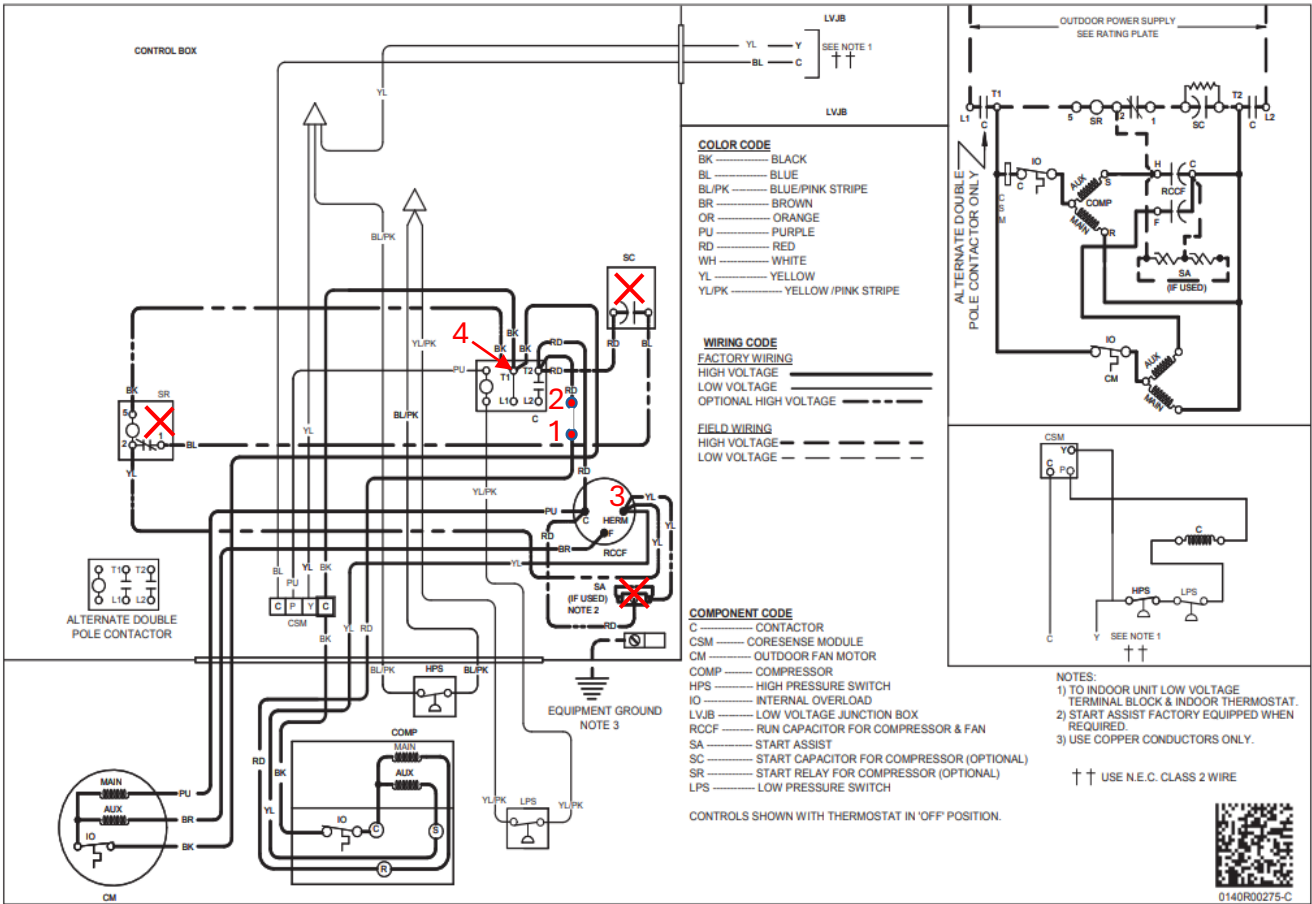 CONTROL BOX
LVJB
YL Y
SEE NOTE 1
BL C
† †
LVJB
YL
BL/PK
YL/PK
BL/PK
YL
YL/PK
SC
RD
BL
4
BK
BK
BK
RD
RD
RD
PU
T1
T2
L1
L2
C
2
1
BK
SR
5
2
1
BL
YL
RD
3
C
HERM
F
RCCF
YL
YL
YL
PU
BR
YL
RD
SA
(IF USED)
NOTE 2
RD
T1 T2
L1 L2
ALTERNATE DOUBLE
POLE CONTACTOR
BL
PU
YL
BK
C P Y C
CSM
BK
YL
RD
BL/PK
HPS
BL/PK
EQUIPMENT GROUND
NOTE 3
RD
BK
YL
COMP
MAIN
AUX
IO
C
S
R
YL/PK
LPS
YL/PK
MAIN
AUX
IO
PU
BR
BK
CM
COLOR CODE
BK ---------------- BLACK
BL ---------------- BLUE
BL/PK ---------- BLUE/PINK STRIPE
BR --------------- BROWN
OR --------------- ORANGE
PU --------------- PURPLE
RD --------------- RED
WH -------------- WHITE
YL ---------------- YELLOW
YL/PK --------------- YELLOW /PINK STRIPE
WIRING CODE
FACTORY WIRING
HIGH VOLTAGE
LOW VOLTAGE
OPTIONAL HIGH VOLTAGE
FIELD WIRING
HIGH VOLTAGE
LOW VOLTAGE
COMPONENT CODE
C --------------- CONTACTOR
CSM -------- CORESENSE MODULE
CM ----------- OUTDOOR FAN MOTOR
COMP -------- COMPRESSOR
HPS ---------- HIGH PRESSURE SWITCH
IO ------------- INTERNAL OVERLOAD
LVJB --------- LOW VOLTAGE JUNCTION BOX
RCCF -------- RUN CAPACITOR FOR COMPRESSOR & FAN
SA ------------ START ASSIST
SC ------------ START CAPACITOR FOR COMPRESSOR (OPTIONAL)
SR ------------ START RELAY FOR COMPRESSOR (OPTIONAL)
LPS ----------- LOW PRESSURE SWITCH
CONTROLS SHOWN WITH THERMOSTAT IN 'OFF' POSITION.
OUTDOOR POWER SUPPLY
SEE RATING PLATE
L1
C
T1
5
SR
2
1
SC
T2
C
L2
ALTERNATE DOUBLE
POLE CONTACTOR ONLY
CSM
IO
C
AUX
S
COMP
MAIN
R
H
C
RCCF
F
SA
(IF USED)
IO
CM
AUX
MAIN
CSM
Y
C
P
C
HPS
LPS
C
Y
SEE NOTE 1
† †
NOTES:
1) TO INDOOR UNIT LOW VOLTAGE
TERMINAL BLOCK & INDOOR THERMOSTAT.
2) START ASSIST FACTORY EQUIPPED WHEN
REQUIRED.
3) USE COPPER CONDUCTORS ONLY.
† † USE N.E.C. CLASS 2 WIRE
0140R00275-C